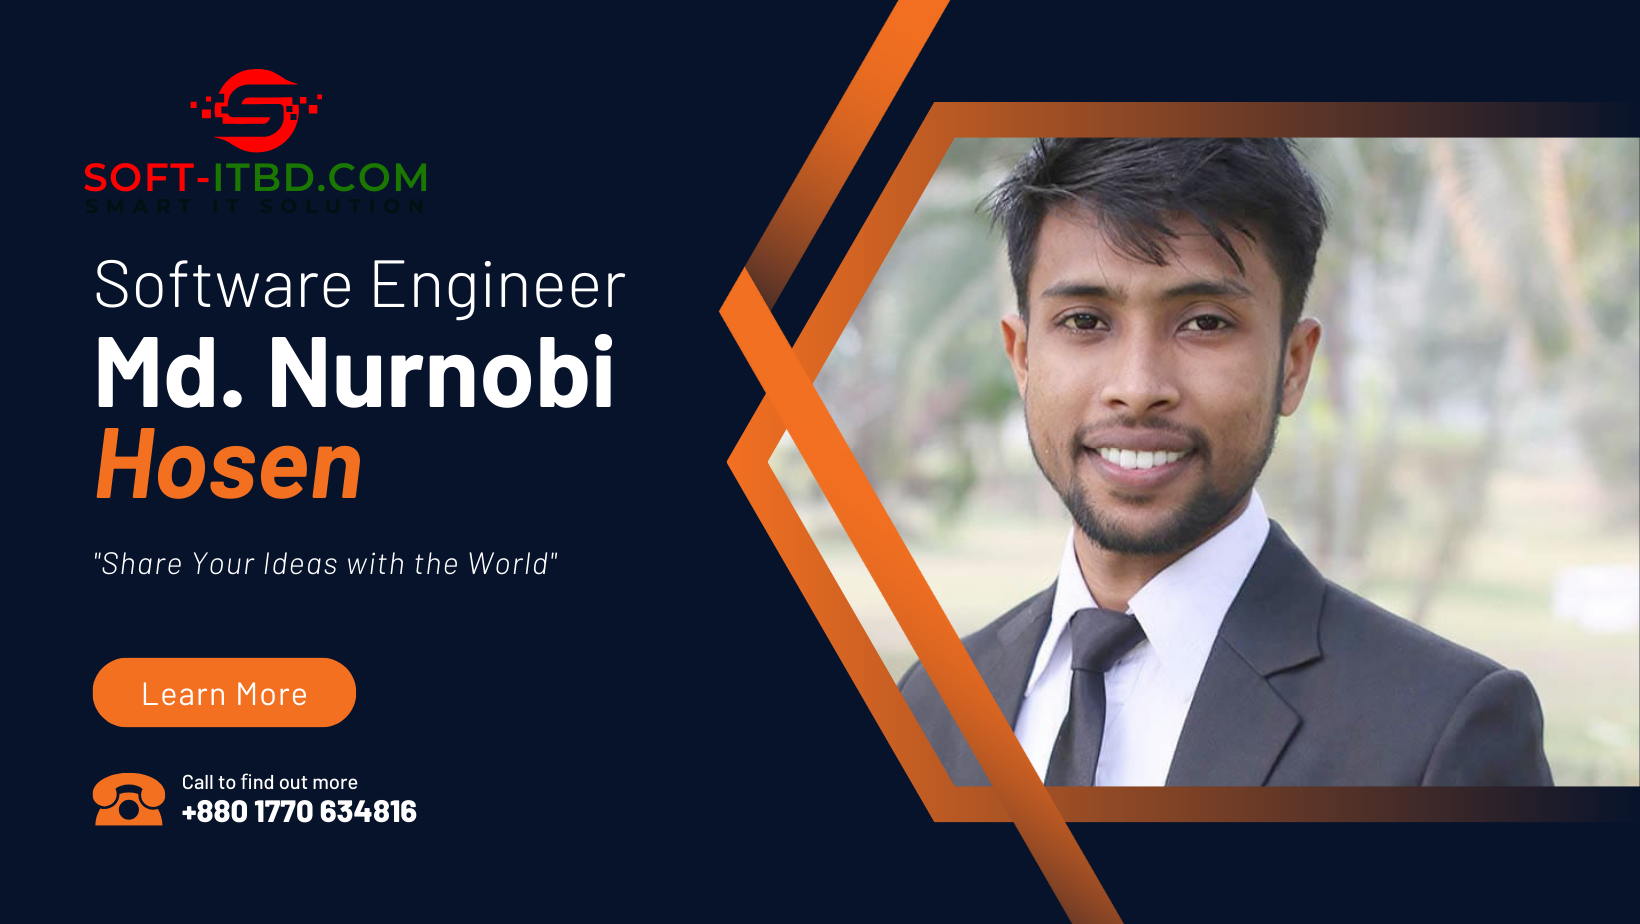 SOFT-ITBD.COM
SMART IT SOLUTION
Software Engineer
Md. Nurnobi
Hosen
"Share Your Ideas with the World"
Learn More
Call to find out more
+880 1770 634816